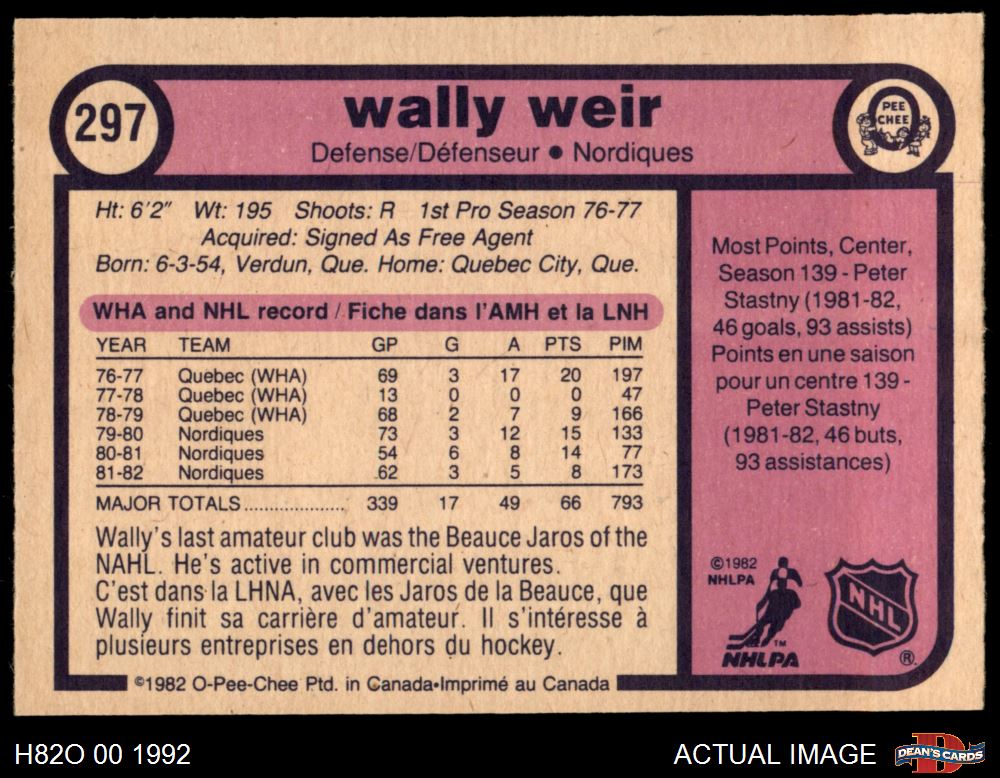 297
wally weir
Defense/Défenseur • Nordiques
O
PEE
CHEE
Ht: 6'2" Wt: 195 Shoots: R 1st Pro Season 76-77
Acquired: Signed As Free Agent
Born: 6-3-54, Verdun, Que. Home: Quebec City, Que.
WHA and NHL record / Fiche dans l'AMH et la LNH
YEAR TEAM GP G A PTS PIM
76-77 Quebec (WHA) 69 3 17 20 197
77-78 Quebec (WHA) 13 0 0 0 47
78-79 Quebec (WHA) 68 2 7 9 166
79-80 Nordiques 73 3 12 15 133
80-81 Nordiques 54 6 8 14 77
81-82 Nordiques 62 3 5 8 173
MAJOR TOTALS.................... 339 17 49 66 793
Wally's last amateur club was the Beauce Jaros of the
NAHL. He's active in commercial ventures.
C'est dans la LHNA, avec les Jaros de la Beauce, que
Wally finit sa carrière d'amateur. Il s'intéresse à
plusieurs entreprises en dehors du hockey.
©1982 O-Pee-Chee Ptd. in Canada•Imprimé au Canada
Most Points, Center,
Season 139 - Peter
Stastny (1981-82,
46 goals, 93 assists)
Points en une saison
pour un centre 139 -
Peter Stastny
(1981-82, 46 buts,
93 assistances)
©1982
NHLPA
TM
NHLPA
NHL
®.
H82O 00 1992
ACTUAL IMAGE
D
DEAN'S CARDS